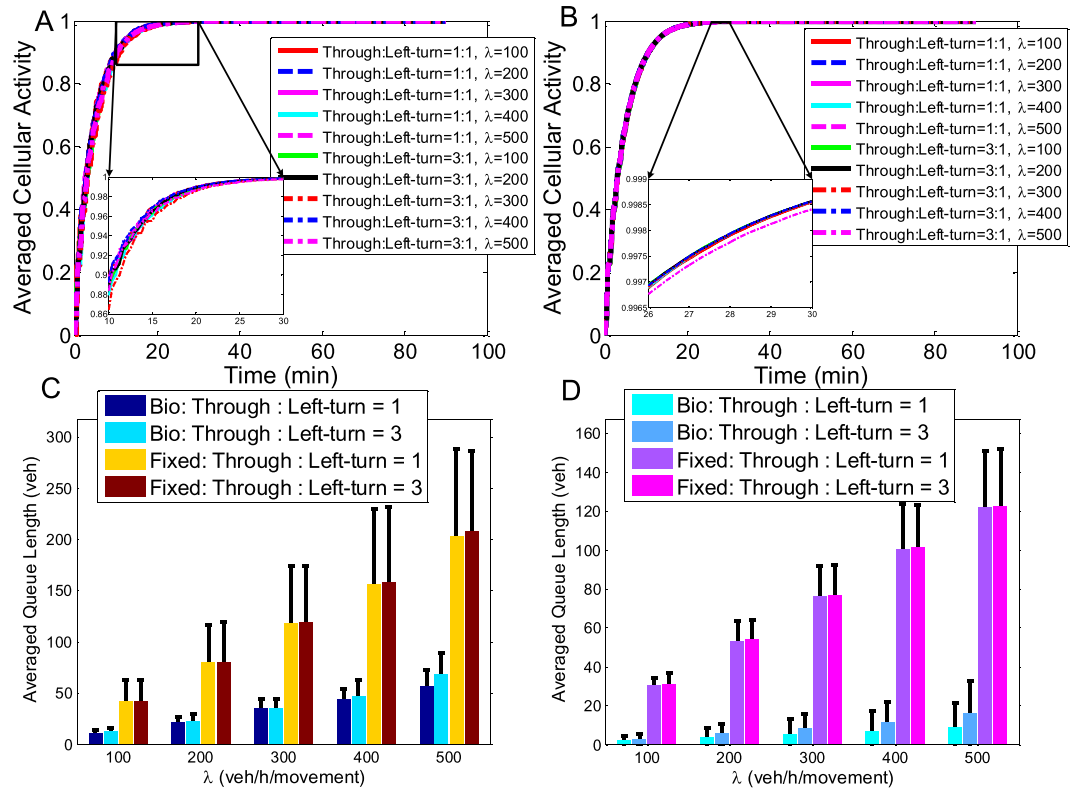 A
Averaged Cellular Activity
1
0.8
0.6
0.4
0.2
0
0
20
40
60
80
100
Time (min)
Through:Left-turn=1:1, λ=100
Through:Left-turn=1:1, λ=200
Through:Left-turn=1:1, λ=300
Through:Left-turn=1:1, λ=400
Through:Left-turn=1:1, λ=500
Through:Left-turn=3:1, λ=100
Through:Left-turn=3:1, λ=200
Through:Left-turn=3:1, λ=300
Through:Left-turn=3:1, λ=400
Through:Left-turn=3:1, λ=500
1
0.98
0.96
0.94
0.92
0.9
0.88
0.86
10
15
20
25
30
B
Averaged Cellular Activity
1
0.8
0.6
0.4
0.2
0
0
20
40
60
80
100
Time (min)
Through:Left-turn=1:1, λ=100
Through:Left-turn=1:1, λ=200
Through:Left-turn=1:1, λ=300
Through:Left-turn=1:1, λ=400
Through:Left-turn=1:1, λ=500
Through:Left-turn=3:1, λ=100
Through:Left-turn=3:1, λ=200
Through:Left-turn=3:1, λ=300
Through:Left-turn=3:1, λ=400
Through:Left-turn=3:1, λ=500
0.999
0.9985
0.998
0.9975
0.997
0.9965
26
27
28
29
30
C
Bio: Through : Left-turn = 1
Bio: Through : Left-turn = 3
Fixed: Through : Left-turn = 1
Fixed: Through : Left-turn = 3
Averaged Queue Length (veh)
300
250
200
150
100
50
0
100
200
300
400
500
λ (veh/h/movement)
D
Bio: Through : Left-turn = 1
Bio: Through : Left-turn = 3
Fixed: Through : Left-turn = 1
Fixed: Through : Left-turn = 3
Averaged Queue Length (veh)
160
140
120
100
80
60
40
20
0
100
200
300
400
500
λ (veh/h/movement)